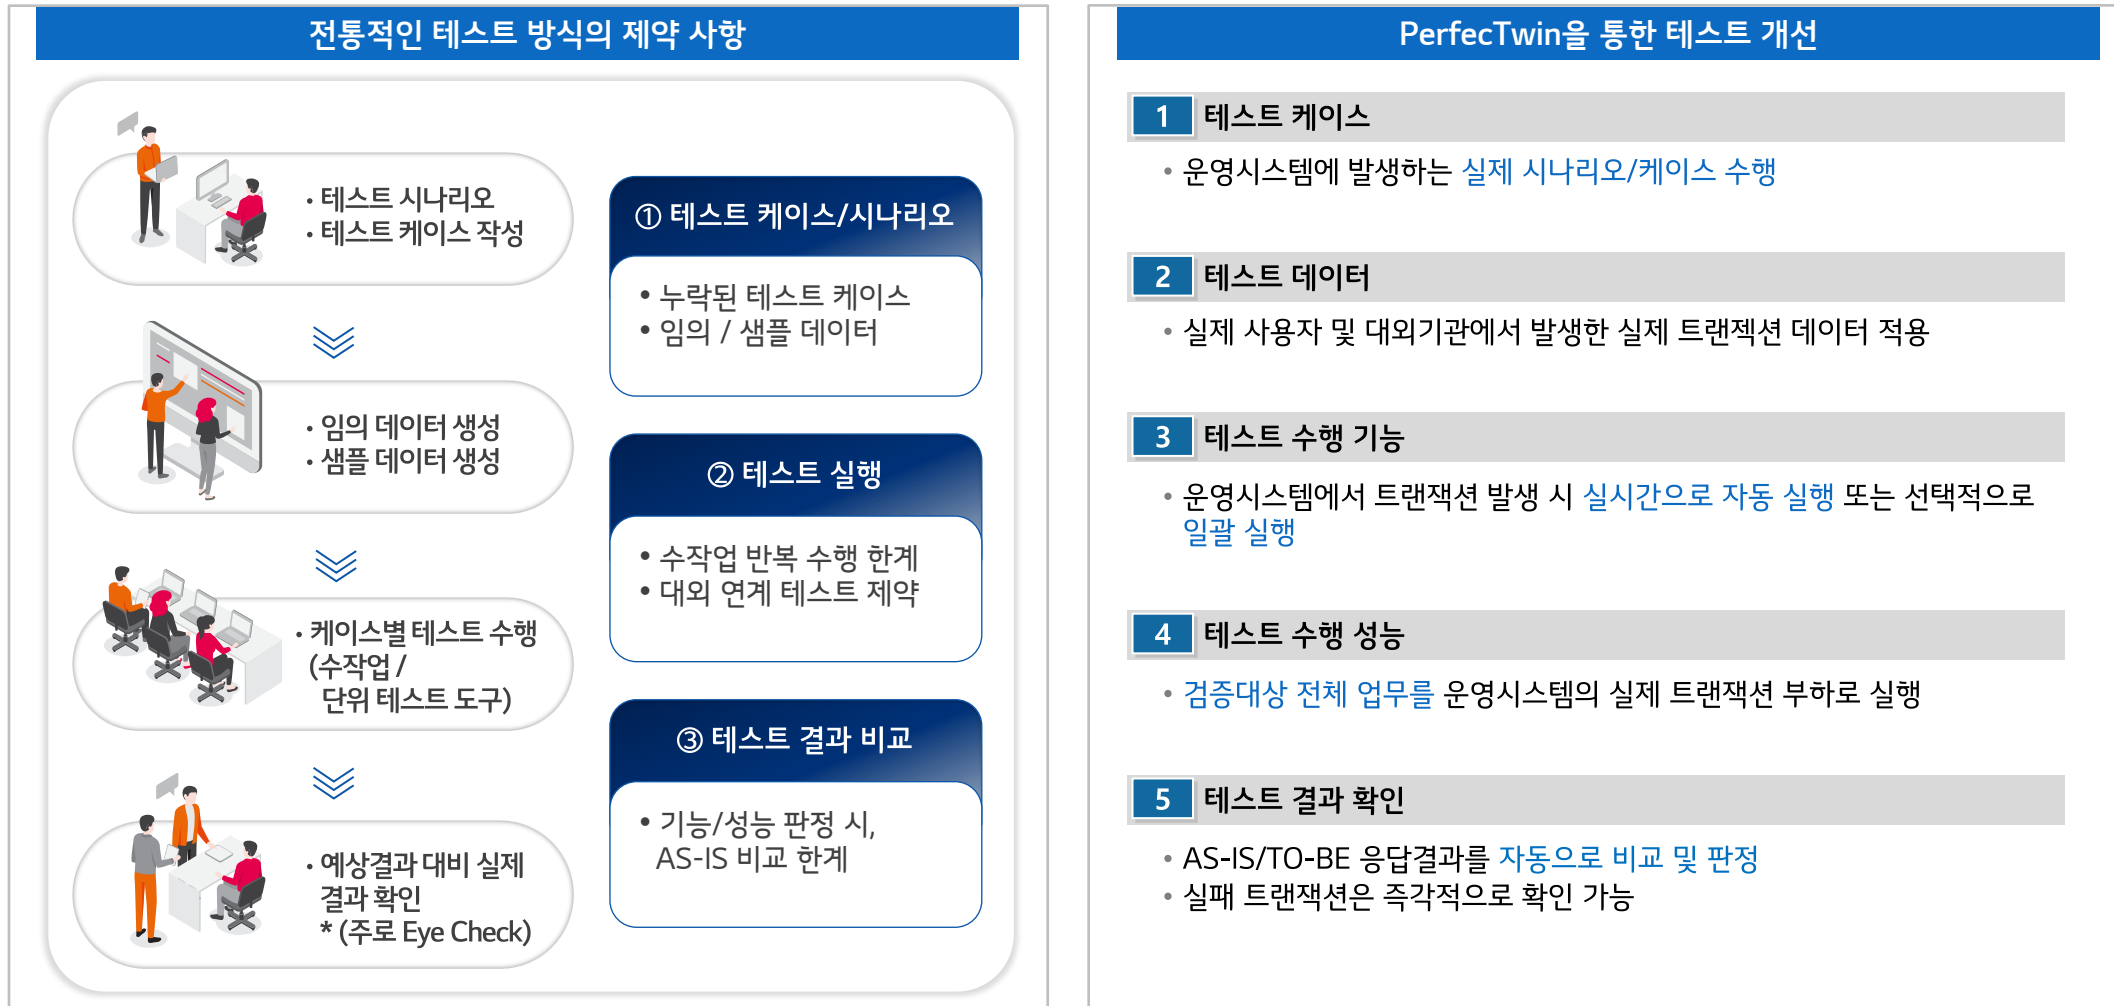 전통적인 테스트 방식의 제약 사항
· 테스트 시나리오
· 테스트 케이스 작성
· 임의 데이터 생성
· 샘플 데이터 생성
· 케이스별 테스트 수행
(수작업 /
단위 테스트 도구)
· 예상결과 대비 실제
결과 확인
* (주로 Eye Check)
① 테스트 케이스/시나리오
• 누락된 테스트 케이스
• 임의 / 샘플 데이터
② 테스트 실행
• 수작업 반복 수행 한계
• 대외 연계 테스트 제약
③ 테스트 결과 비교
• 기능/성능 판정 시,
AS-IS 비교 한계
PerfecTwin을 통한 테스트 개선
1 테스트 케이스
• 운영시스템에 발생하는 실제 시나리오/케이스 수행
2 테스트 데이터
• 실제 사용자 및 대외기관에서 발생한 실제 트랜젝션 데이터 적용
3 테스트 수행 기능
• 운영시스템에서 트랜잭션 발생 시 실시간으로 자동 실행 또는 선택적으로
일괄 실행
4 테스트 수행 성능
• 검증대상 전체 업무를 운영시스템의 실제 트랜잭션 부하로 실행
5 테스트 결과 확인
• AS-IS/TO-BE 응답결과를 자동으로 비교 및 판정
• 실패 트랜잭션은 즉각적으로 확인 가능